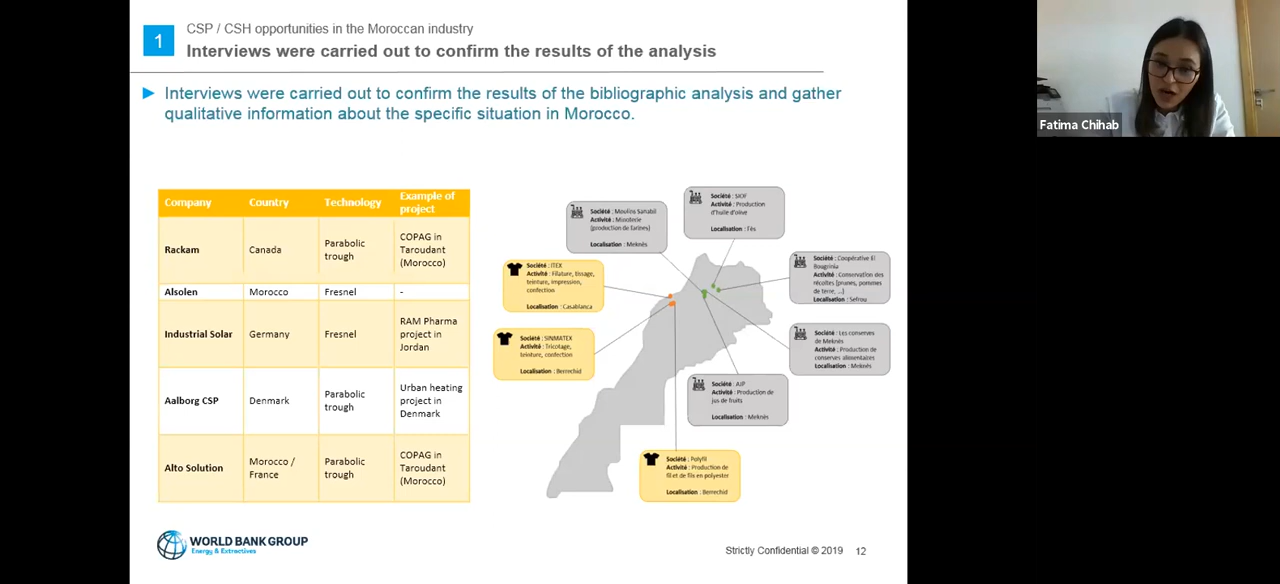 CSP / CSH opportunities in the Moroccan industry
1
Interviews were carried out to confirm the results of the analysis
Interviews were carried out to confirm the results of the bibliographic analysis and gather
qualitative information about the specific situation in Morocco.
Fatima Chihab
Company Country Technology Example of
project
Rackam Canada Parabolic
trough COPAG in
Taroudant
(Morocco)
Alsolen Morocco Fresnel -
Industrial Solar Germany Fresnel RAM Pharma
project in
Jordan
Aalborg CSP Denmark Parabolic
trough Urban heating
project in
Denmark
Alto Solution Morocco /
France Parabolic
trough COPAG in
Taroudant
(Morocco)
Société : Moulins Sanabil
Activité : Minoterie
(production de farines)
Localisation : Meknès
Société : SIOF
Activité : Production
d'huile d'olive
Localisation : Fès
Société : ITEX
Activité : Filature, tissage,
teinture, impression,
confection
Localisation : Casablanca
Société : Coopérative El
Bouginia
Activité : Conservation des
récoltes (prunes, pommes
de terre, ...)
Localisation : Sefrou
Société : SINMATEX
Activité : Tricotage,
teinture, confection
Localisation : Berrechid
Société : Les conserves
de Meknès
Activité : Production de
conserves alimentaires
Localisation : Meknès
Société : AJP
Activité : Production de
jus de fruits
Localisation : Meknès
Société : Polyfil
Activité : Production de
fil et de fils en polyester
Localisation : Berrechid
WORLD BANK GROUP
Energy & Extractives
Strictly Confidential © 2019 12